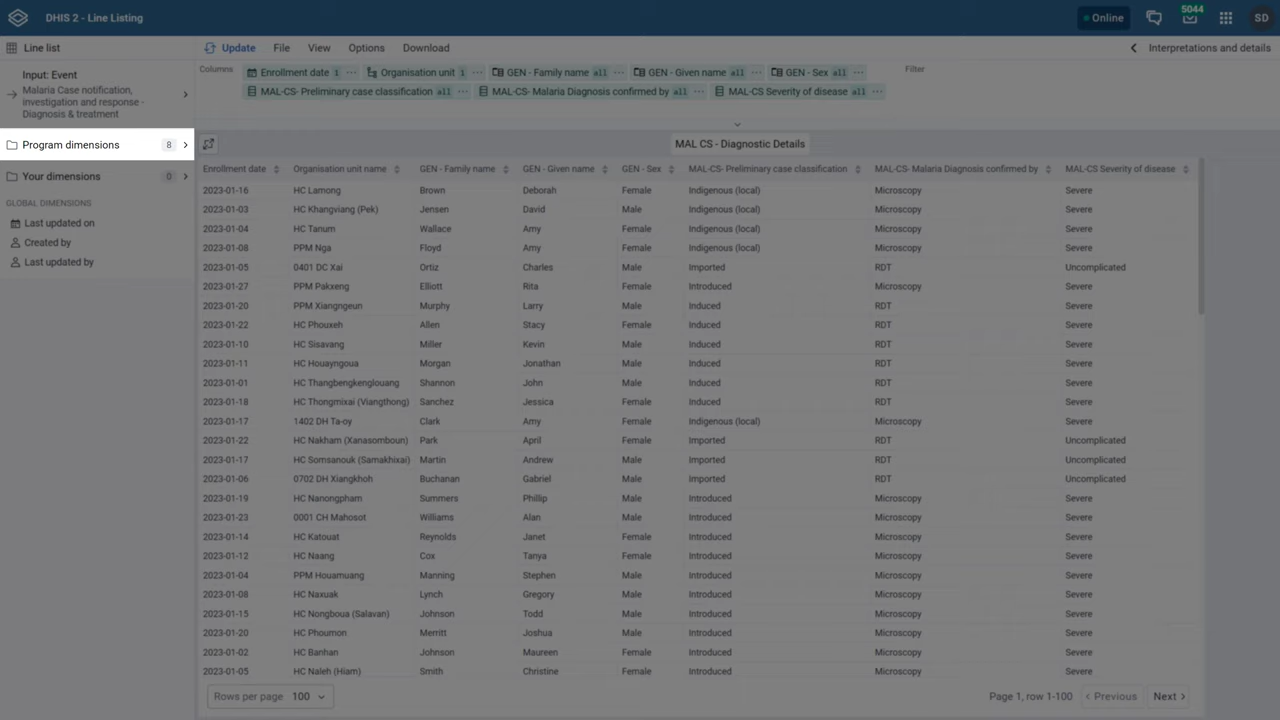 DHIS 2 - Line Listing
Online
5044
SD
Line list
Update File View Options Download
Interpretations and details
Input: Event
Malaria Case notification,
investigation and response -
Diagnosis & treatment
Program dimensions 8
Your dimensions 0
GLOBAL DIMENSIONS
Last updated on
Created by
Last updated by
Columns
Enrollment date 1 ··· Organisation unit 1 ··· GEN - Family name all ··· GEN - Given name all ··· GEN - Sex all ···
MAL-CS- Preliminary case classification all ··· MAL-CS- Malaria Diagnosis confirmed by all ··· MAL-CS Severity of disease all ···
Filter
MAL CS - Diagnostic Details
Enrollment date Organisation unit name GEN - Family name GEN - Given name GEN - Sex MAL-CS- Preliminary case classification MAL-CS- Malaria Diagnosis confirmed by MAL-CS Severity of disease
2023-01-16 HC Lamong Brown Deborah Female Indigenous (local) Microscopy Severe
2023-01-03 HC Khangviang (Pek) Jensen David Male Indigenous (local) Microscopy Severe
2023-01-04 HC Tanum Wallace Amy Female Indigenous (local) Microscopy Severe
2023-01-08 PPM Nga Floyd Amy Female Indigenous (local) Microscopy Severe
2023-01-05 0401 DC Xai Ortiz Charles Male Imported RDT Uncomplicated
2023-01-27 PPM Pakxeng Elliott Rita Female Introduced Microscopy Severe
2023-01-20 PPM Xiangngeun Murphy Larry Male Induced RDT Severe
2023-01-22 HC Phouxeh Allen Stacy Female Induced RDT Severe
2023-01-10 HC Sisavang Miller Kevin Male Induced RDT Severe
2023-01-11 HC Houayngoua Morgan Jonathan Male Induced RDT Severe
2023-01-01 HC Thangbengkenglouang Shannon John Male Induced RDT Severe
2023-01-18 HC Thongmixai (Viangthong) Sanchez Jessica Female Induced RDT Severe
2023-01-17 1402 DH Ta-oy Clark Amy Female Indigenous (local) Microscopy Severe
2023-01-22 HC Nakham (Xanasomboun) Park April Female Imported RDT Uncomplicated
2023-01-17 HC Somsanouk (Samakhixai) Martin Andrew Male Imported RDT Uncomplicated
2023-01-06 0702 DH Xiangkhoh Buchanan Gabriel Male Imported RDT Uncomplicated
2023-01-19 HC Nanongpham Summers Phillip Male Introduced Microscopy Severe
2023-01-23 0001 CH Mahosot Williams Alan Male Introduced Microscopy Severe
2023-01-14 HC Katouat Reynolds Janet Female Introduced Microscopy Severe
2023-01-12 HC Naang Cox Tanya Female Introduced Microscopy Severe
2023-01-04 PPM Houamuang Manning Stephen Male Introduced Microscopy Severe
2023-01-08 HC Naxuak Lynch Gregory Male Introduced Microscopy Severe
2023-01-15 HC Nongboua (Salavan) Johnson Todd Male Introduced Microscopy Severe
2023-01-20 HC Phoumon Merritt Joshua Male Introduced Microscopy Severe
2023-01-02 HC Banhan Johnson Maureen Female Introduced Microscopy Severe
2023-01-05 HC Naleh (Hiam) Smith Christine Female Introduced Microscopy Severe
Rows per page 100
Page 1, row 1-100 Previous Next